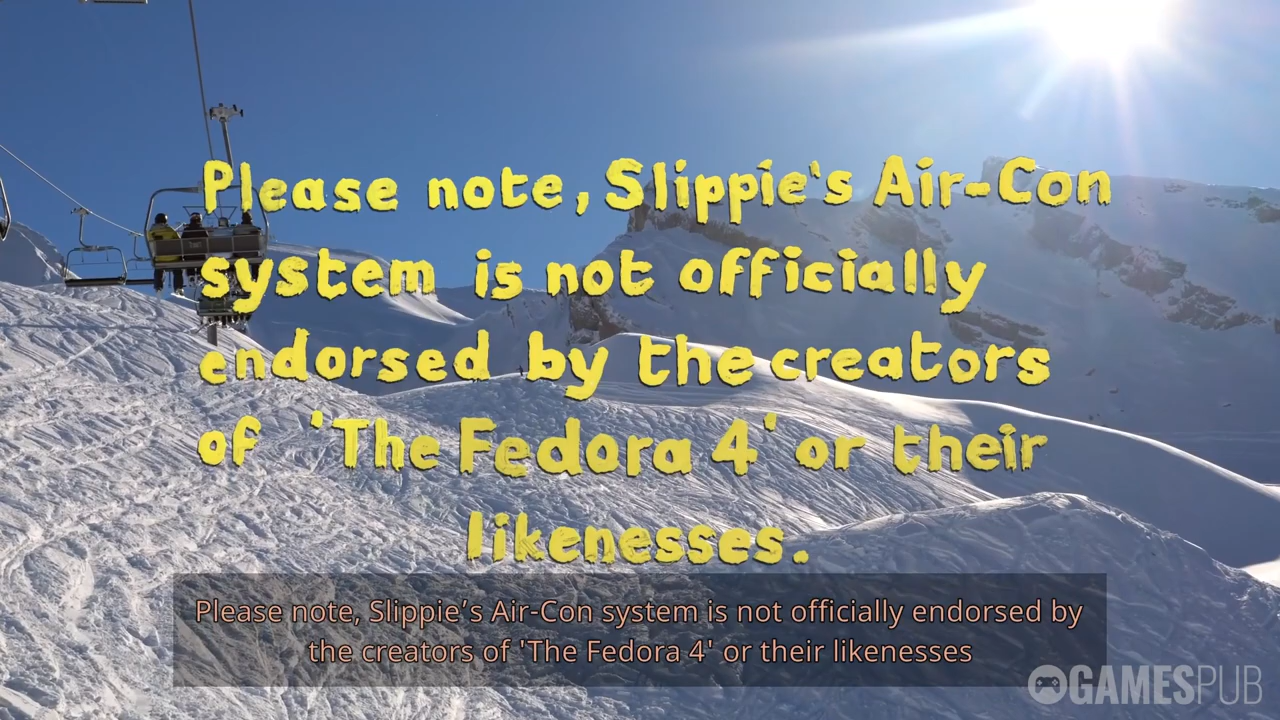 Please note, Slippie's Air-Con
system is not officially
endorsed by the creators
of 'The Fedora 4' or their
likenesses.
Please note, Slippie’s Air-Con system is not officially endorsed by
the creators of 'The Fedora 4' or their likenesses
GAMESPUB